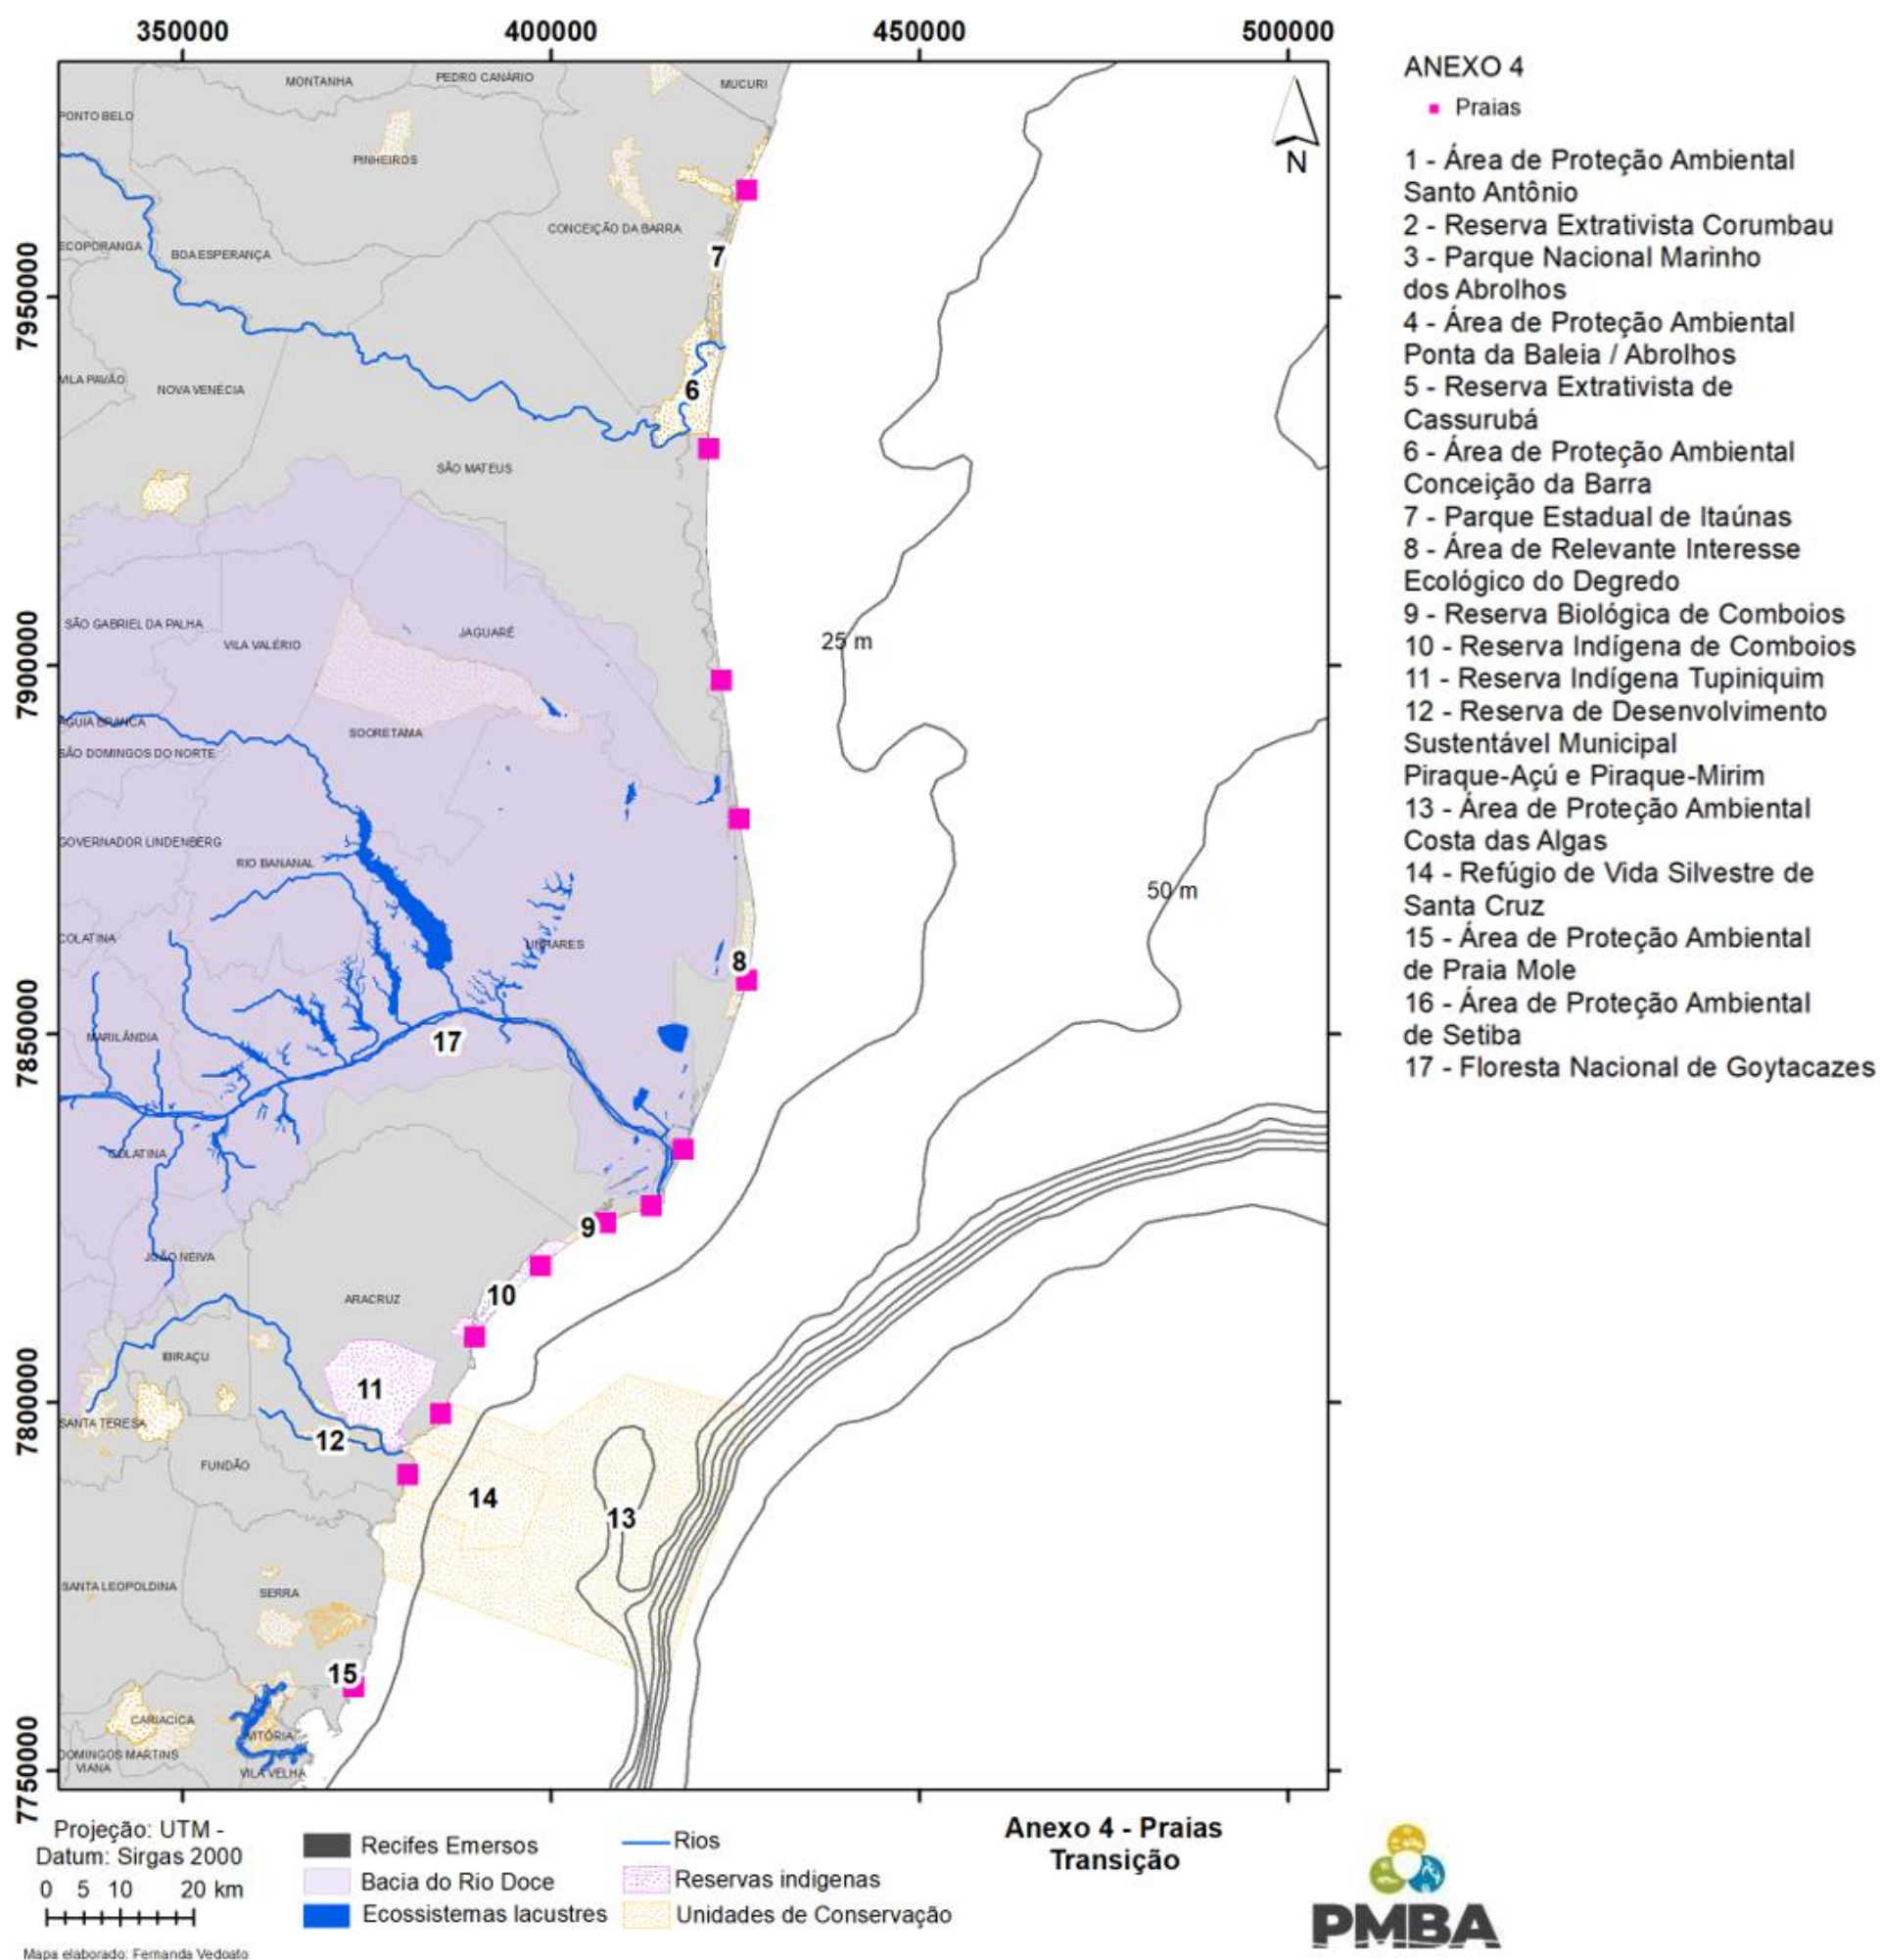 350000 400000 450000 500000
MONTANHA
PEDRO CANÁRIO
MUCURI
PONTO BELO
PINHEIROS
CONCEIÇÃO DA BARRA
ECOPORANGA
BOA ESPERANÇA
7
7950000
VILA PAVÃO
NOVA VENÉCIA
6
SÃO MATEUS
SÃO GABRIEL DA PALHA
VILA VALÉRIO
JAGUARÉ
25 m
7900000
ÁGUIA BRANCA
SOORETAMA
SÃO DOMINGOS DO NORTE
GOVERNADOR LINDENBERG
RIO BANANAL
50 m
COLATINA
LINHARES
8
7850000
MARILÂNDIA
17
COLATINA
9
JOÃO NEIVA
10
ARACRUZ
IBIRAÇU
11
7800000
SANTA TERESA
12
FUNDÃO
14
13
SANTA LEOPOLDINA
SERRA
15
CARIACICA
VITÓRIA
DOMINGOS MARTINS
VIANA
VILA VELHA
7750000
N
ANEXO 4
Praias
1 - Área de Proteção Ambiental
Santo Antônio
2 - Reserva Extrativista Corumbau
3 - Parque Nacional Marinho
dos Abrolhos
4 - Área de Proteção Ambiental
Ponta da Baleia / Abrolhos
5 - Reserva Extrativista de
Cassurubá
6 - Área de Proteção Ambiental
Conceição da Barra
7 - Parque Estadual de Itaúnas
8 - Área de Relevante Interesse
Ecológico do Degredo
9 - Reserva Biológica de Comboios
10 - Reserva Indígena de Comboios
11 - Reserva Indígena Tupiniquim
12 - Reserva de Desenvolvimento
Sustentável Municipal
Piraque-Açú e Piraque-Mirim
13 - Área de Proteção Ambiental
Costa das Algas
14 - Refúgio de Vida Silvestre de
Santa Cruz
15 - Área de Proteção Ambiental
de Praia Mole
16 - Área de Proteção Ambiental
de Setiba
17 - Floresta Nacional de Goytacazes
Projeção: UTM -
Datum: Sirgas 2000
0 5 10 20 km
Mapa elaborado: Fernanda Vedoato
Recifes Emersos
Bacia do Rio Doce
Ecossistemas lacustres
Rios
Reservas indigenas
Unidades de Conservação
Anexo 4 - Praias
Transição
PMBA